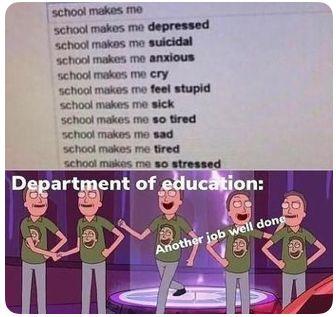 school makes me
school makes me depressed
school makes me suicidal
school makes me anxious
school makes me cry
school makes me feel stupid
school makes me sick
school makes me so tired
school makes me sad
school makes me tired
school makes me so stressed
Department of education:
Another job well done